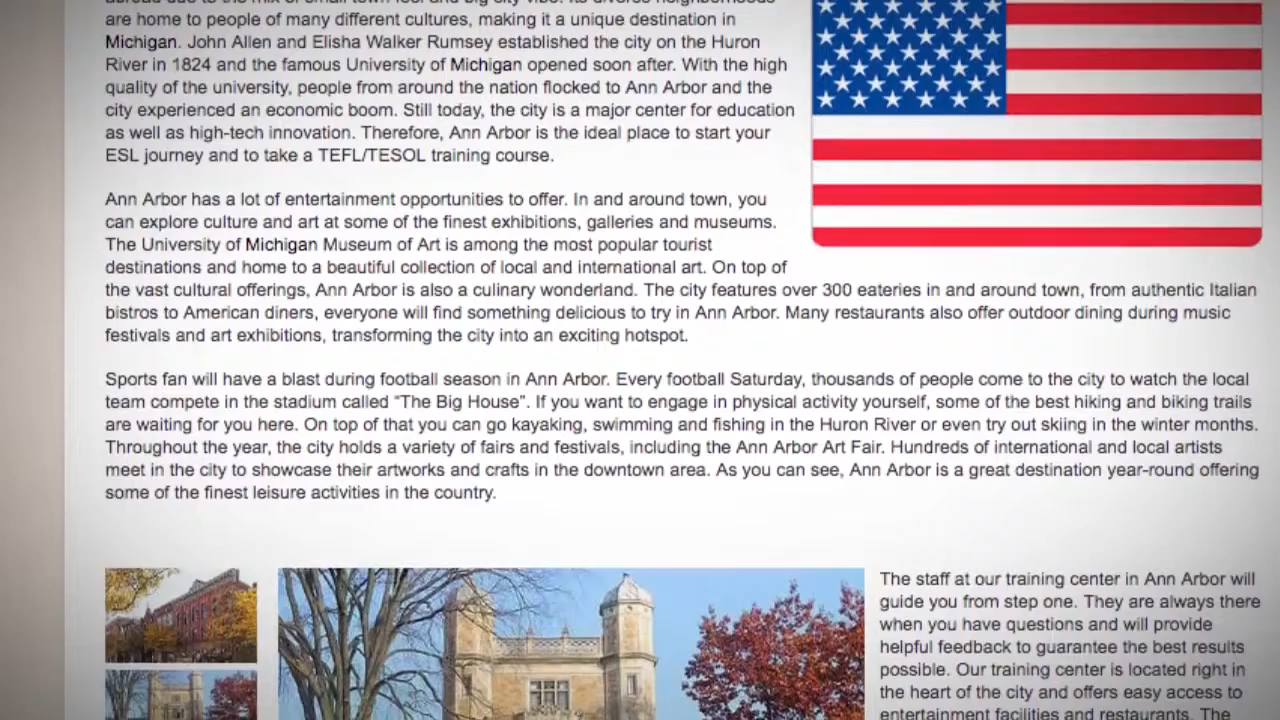 abroad due to the mix of small town feel and big city vibe. Its diverse neighborhoods
are home to people of many different cultures, making it a unique destination in
Michigan. John Allen and Elisha Walker Rumsey established the city on the Huron
River in 1824 and the famous University of Michigan opened soon after. With the high
quality of the university, people from around the nation flocked to Ann Arbor and the
city experienced an economic boom. Still today, the city is a major center for education
as well as high-tech innovation. Therefore, Ann Arbor is the ideal place to start your
ESL journey and to take a TEFL/TESOL training course.
Ann Arbor has a lot of entertainment opportunities to offer. In and around town, you
can explore culture and art at some of the finest exhibitions, galleries and museums.
The University of Michigan Museum of Art is among the most popular tourist
destinations and home to a beautiful collection of local and international art. On top of
the vast cultural offerings, Ann Arbor is also a culinary wonderland. The city features over 300 eateries in and around town, from authentic Italian
bistros to American diners, everyone will find something delicious to try in Ann Arbor. Many restaurants also offer outdoor dining during music
festivals and art exhibitions, transforming the city into an exciting hotspot.
Sports fan will have a blast during football season in Ann Arbor. Every football Saturday, thousands of people come to the city to watch the local
team compete in the stadium called “The Big House”. If you want to engage in physical activity yourself, some of the best hiking and biking trails
are waiting for you here. On top of that you can go kayaking, swimming and fishing in the Huron River or even try out skiing in the winter months.
Throughout the year, the city holds a variety of fairs and festivals, including the Ann Arbor Art Fair. Hundreds of international and local artists
meet in the city to showcase their artworks and crafts in the downtown area. As you can see, Ann Arbor is a great destination year-round offering
some of the finest leisure activities in the country.
The staff at our training center in Ann Arbor will
guide you from step one. They are always there
when you have questions and will provide
helpful feedback to guarantee the best results
possible. Our training center is located right in
the heart of the city and offers easy access to
entertainment facilities and restaurants. The